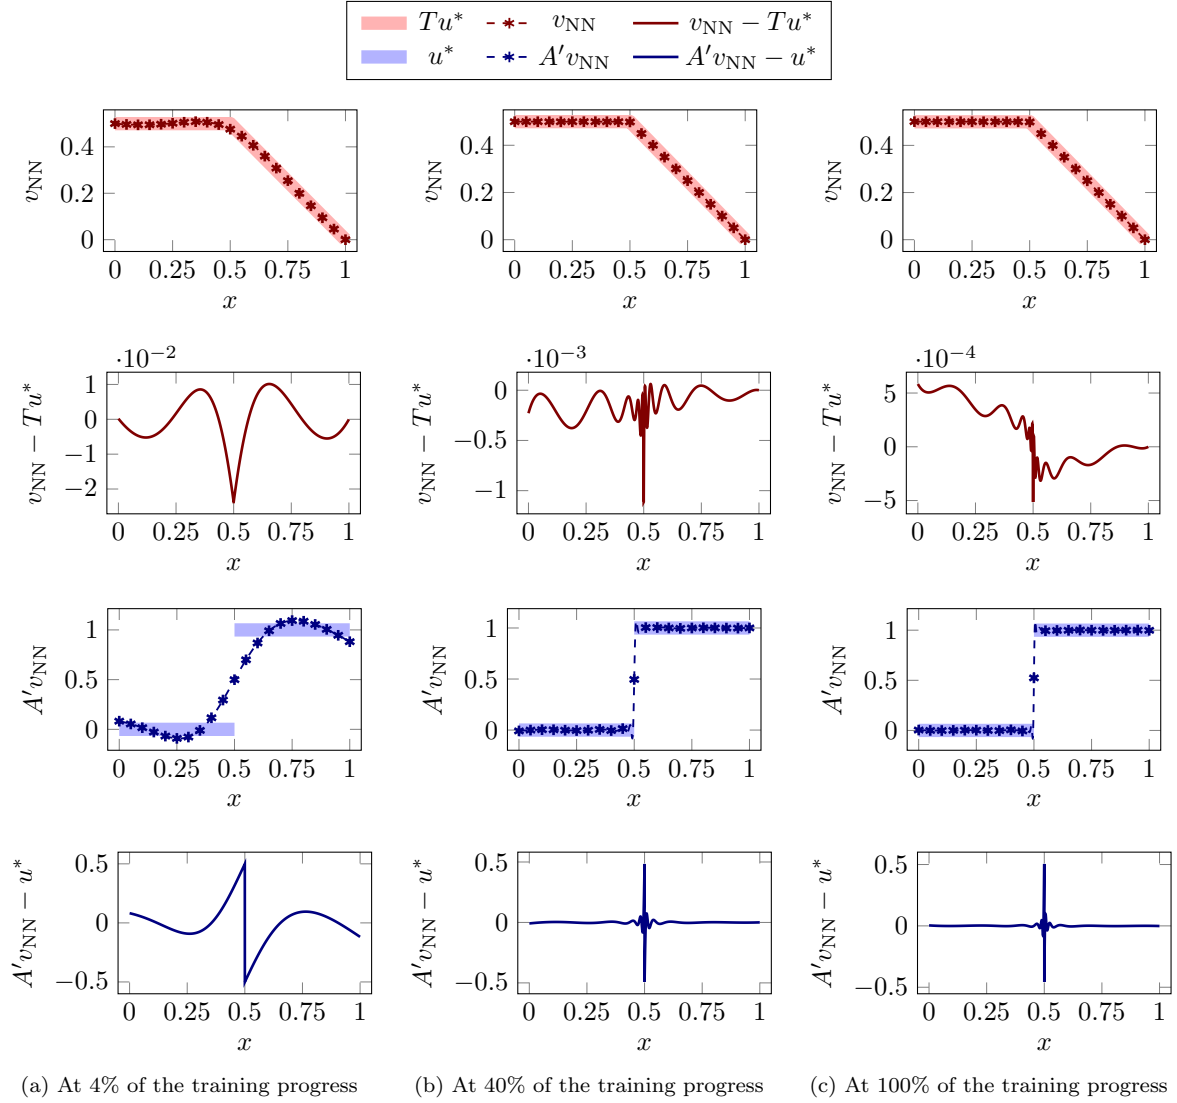 Tu* v_NN v_NN − Tu*
u* A′v_NN A′v_NN − u*
v_NN
0.4
0.2
0
0 0.25 0.5 0.75 1
x
v_NN
0.4
0.2
0
0 0.25 0.5 0.75 1
x
v_NN
0.4
0.2
0
0 0.25 0.5 0.75 1
x
·10⁻²
v_NN − Tu*
1
0
−1
−2
0 0.25 0.5 0.75 1
x
·10⁻³
v_NN − Tu*
0
−0.5
−1
0 0.25 0.5 0.75 1
x
·10⁻⁴
v_NN − Tu*
5
0
−5
0 0.25 0.5 0.75 1
x
A′v_NN
1
0.5
0
0 0.25 0.5 0.75 1
x
A′v_NN
1
0.5
0
0 0.25 0.5 0.75 1
x
A′v_NN
1
0.5
0
0 0.25 0.5 0.75 1
x
A′v_NN − u*
0.5
0
−0.5
0 0.25 0.5 0.75 1
x
A′v_NN − u*
0.5
0
−0.5
0 0.25 0.5 0.75 1
x
A′v_NN − u*
0.5
0
−0.5
0 0.25 0.5 0.75 1
x
(a) At 4% of the training progress
(b) At 40% of the training progress
(c) At 100% of the training progress